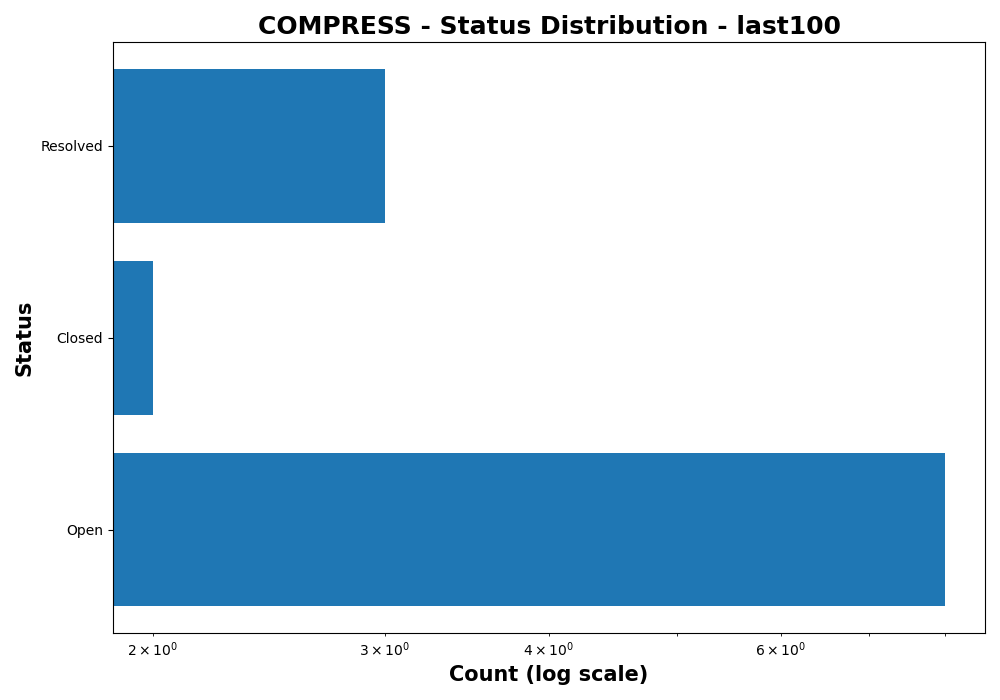 COMPRESS - Status Distribution - last100
Resolved
Closed
Open
Status
2 × 10⁰
3 × 10⁰
4 × 10⁰
6 × 10⁰
Count (log scale)